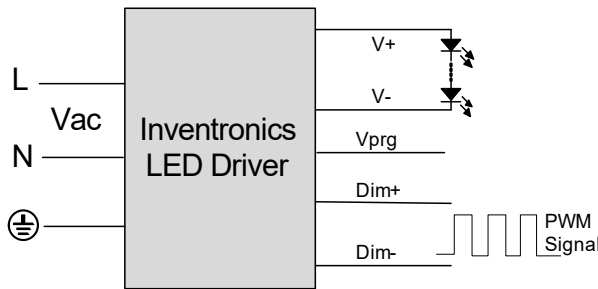 L
Vac
N
Inventronics
LED Driver
V+
V-
Vprg
Dim+
Dim-
PWM
Signal